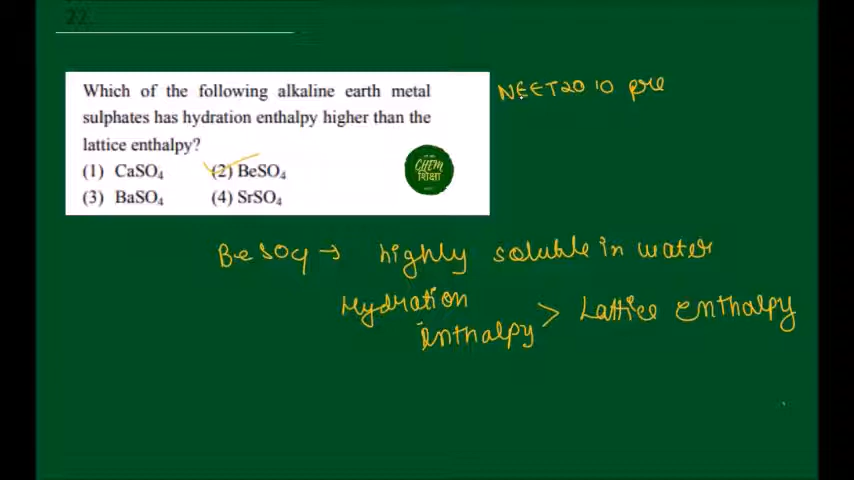 22.
Which of the following alkaline earth metal
sulphates has hydration enthalpy higher than the
lattice enthalpy?
(1) CaSO₄ (2) BeSO₄
(3) BaSO₄ (4) SrSO₄
CHEM
शिक्षा
NEET2010 pre
BeSO4 → highly soluble in water
Hydration
enthalpy > Lattice enthalpy